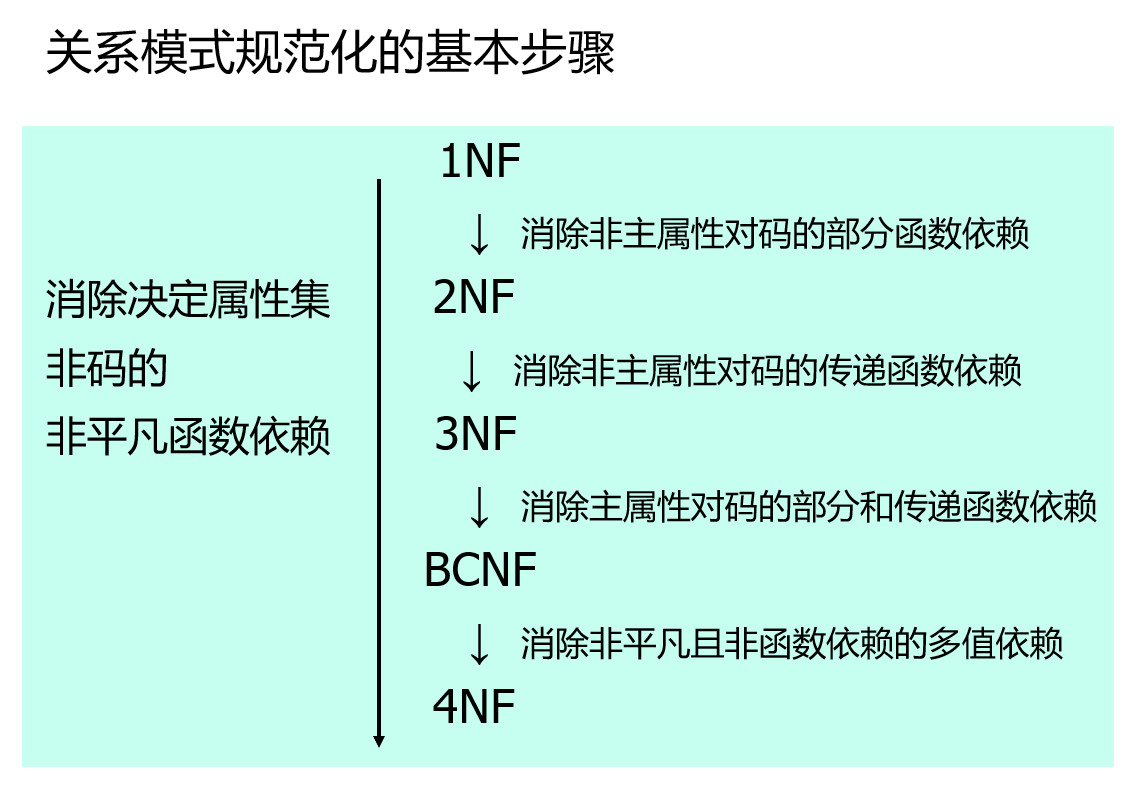 关系模式规范化的基本步骤
1NF
↓ 消除非主属性对码的部分函数依赖
消除决定属性集
2NF
非码的
↓ 消除非主属性对码的传递函数依赖
非平凡函数依赖
3NF
↓ 消除主属性对码的部分和传递函数依赖
BCNF
↓ 消除非平凡且非函数依赖的多值依赖
4NF